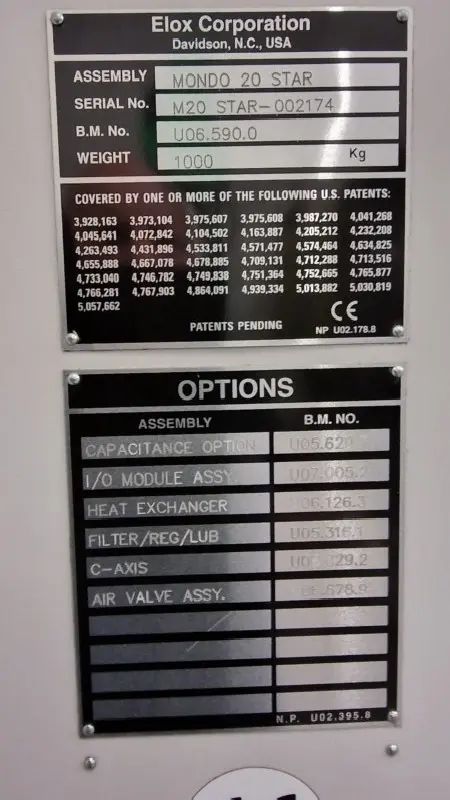 Elox Corporation
Davidson, N.C., USA
ASSEMBLY MONDO 20 STAR
SERIAL No. M20 STAR-002174
B.M. No. U06.590.0
WEIGHT 1000 Kg
COVERED BY ONE OR MORE OF THE FOLLOWING U.S. PATENTS:
3,928,163 3,973,104 3,975,607 3,975,608 3,987,270 4,041,268
4,045,641 4,072,842 4,104,502 4,163,887 4,205,212 4,232,208
4,263,493 4,431,896 4,533,811 4,571,477 4,574,464 4,634,825
4,655,888 4,667,078 4,678,885 4,709,131 4,712,288 4,713,516
4,733,040 4,746,782 4,749,838 4,751,364 4,752,665 4,765,877
4,766,281 4,767,903 4,864,091 4,939,334 5,013,882 5,030,819
5,057,662
CE
PATENTS PENDING NP U02.178.8
OPTIONS
ASSEMBLY B.M. NO.
CAPACITANCE OPTION
I/O MODULE ASSY. U07.005.2
HEAT EXCHANGER
FILTER/REG/LUB U05.316.1
C-AXIS
AIR VALVE ASSY.
N.P. U02.395.8